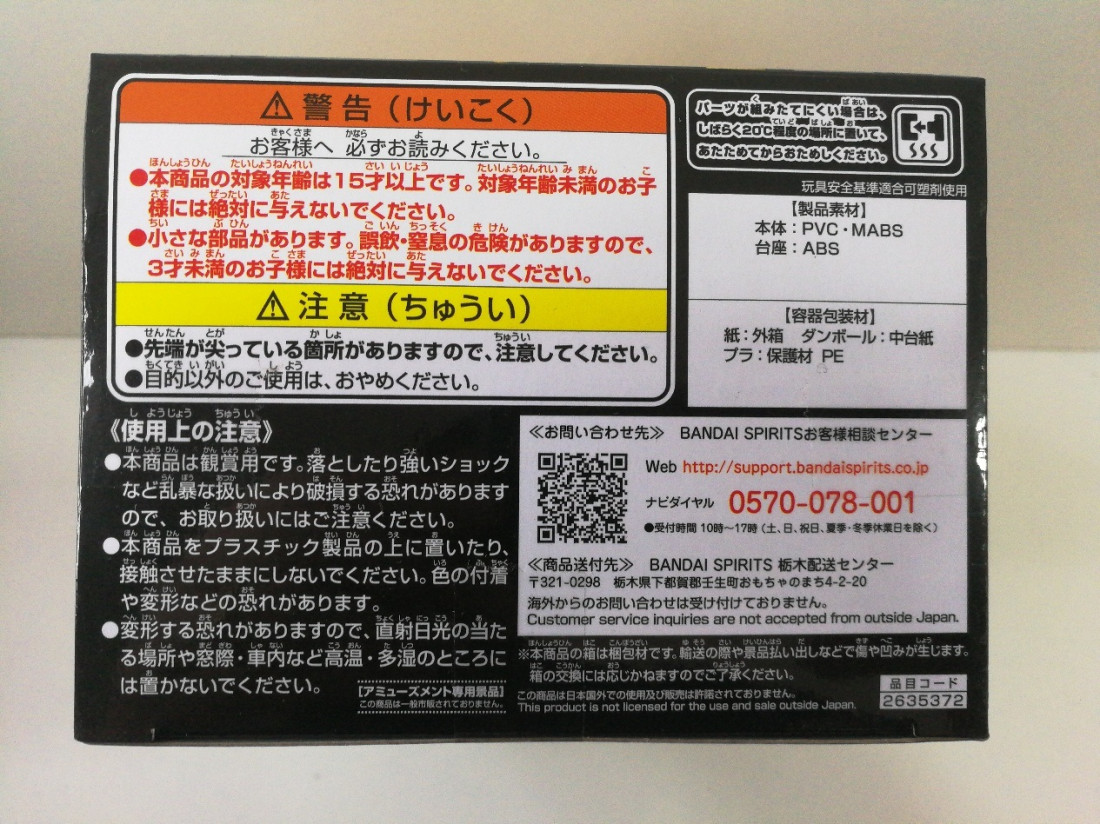 ⚠ 警告（けいこく）
お客様へ 必ずお読みください。
●本商品の対象年齢は15才以上です。対象年齢未満のお子
様には絶対に与えないでください。
●小さな部品があります。誤飲・窒息の危険がありますので、
3才未満のお子様には絶対に与えないでください。
⚠ 注意（ちゅうい）
●先端が尖っている箇所がありますので、注意してください。
●目的以外のご使用は、おやめください。
パーツが組みたてにくい場合は、
しばらく20℃程度の場所に置いて、
あたためてからおためしください。
玩具安全基準適合可塑剤使用
【製品素材】
本体：PVC・MABS
台座：ABS
【容器包装材】
紙：外箱 ダンボール：中台紙
プラ：保護材 PE
《使用上の注意》
●本商品は観賞用です。落としたり強いショック
など乱暴な扱いにより破損する恐れがあります
ので、お取り扱いにはご注意ください。
●本商品をプラスチック製品の上に置いたり、
接触させたままにしないでください。色の付着
や変形などの恐れがあります。
●変形する恐れがありますので、直射日光の当た
る場所や窓際・車内など高温・多湿のところに
は置かないでください。
【アミューズメント専用景品】
この商品は一般市販されておりません。
≪お問い合わせ先≫ BANDAI SPIRITSお客様相談センター
Web http://support.bandaispirits.co.jp
ナビダイヤル 0570-078-001
●受付時間 10時～17時（土、日、祝日、夏季・冬季休業日を除く）
≪商品送付先≫ BANDAI SPIRITS 栃木配送センター
〒321-0298 栃木県下都賀郡壬生町おもちゃのまち4-2-20
海外からのお問い合わせは受け付けておりません。
Customer service inquiries are not accepted from outside Japan.
※本商品の箱は梱包材です。輸送の際や景品払い出しなどで傷や凹みが生じます。
箱の交換には応じかねますのでご了承ください。
この商品は日本国外での使用及び販売は許諾されておりません。
This product is not licensed for the use and sale outside Japan.
品目コード
2635372